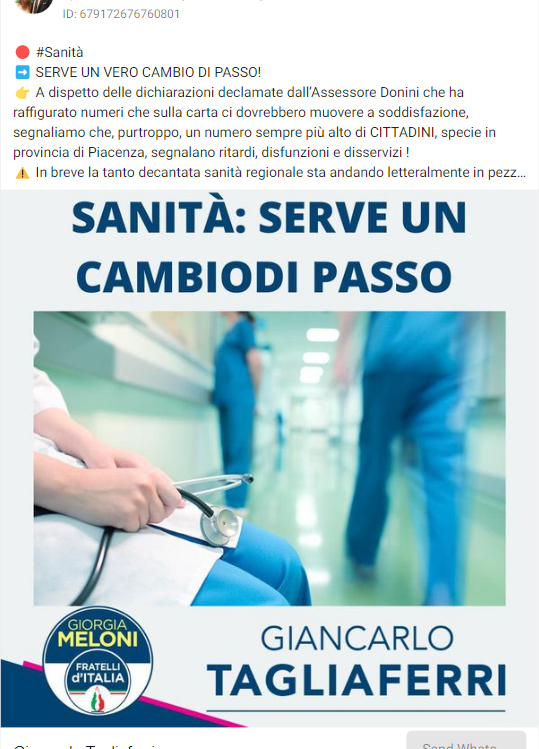 ID: 679172676760801
🔴 #Sanità
➡️ SERVE UN VERO CAMBIO DI PASSO!
👉 A dispetto delle dichiarazioni declamate dall'Assessore Donini che ha
raffigurato numeri che sulla carta ci dovrebbero muovere a soddisfazione,
segnaliamo che, purtroppo, un numero sempre più alto di CITTADINI, specie in
provincia di Piacenza, segnalano ritardi, disfunzioni e disservizi !
⚠️ In breve la tanto decantata sanità regionale sta andando letteralmente in pezz...
SANITÀ: SERVE UN
CAMBIODI PASSO
GIORGIA
MELONI
FRATELLI
d'ITALIA
GIANCARLO
TAGLIAFERRI
Send Whats